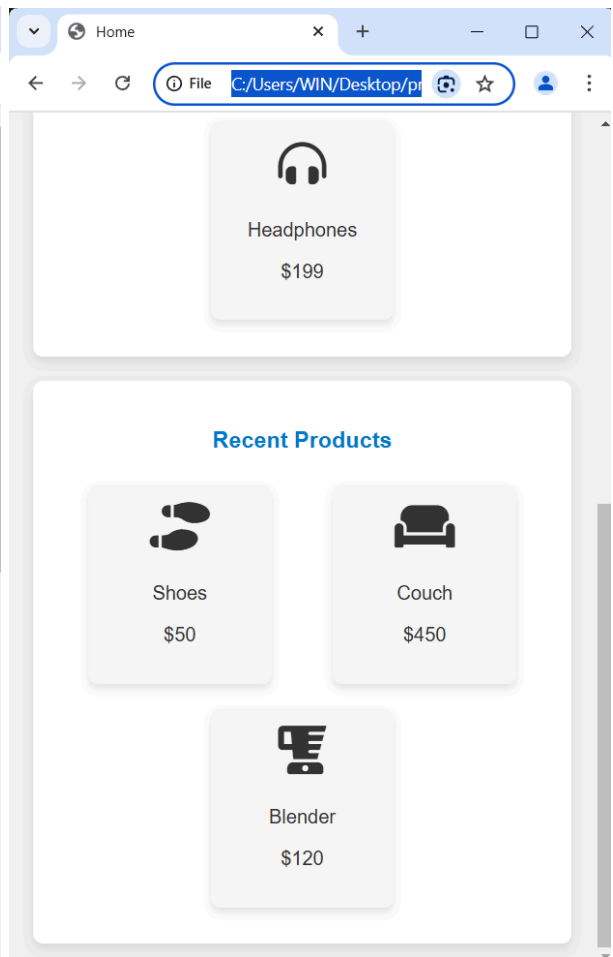 Home
File C:/Users/WIN/Desktop/pr
Headphones
$199
Recent Products
Shoes
$50
Couch
$450
Blender
$120